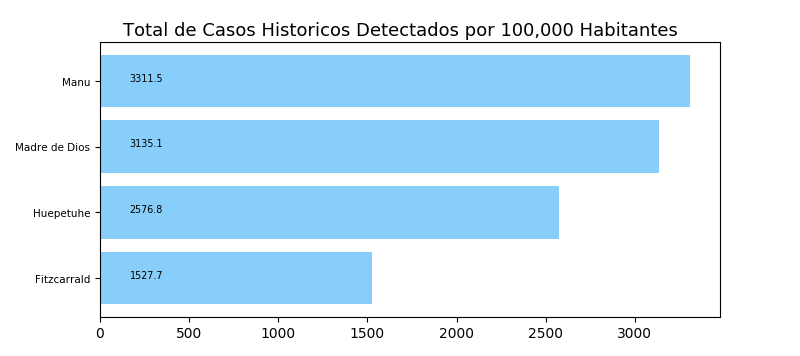 Total de Casos Historicos Detectados por 100,000 Habitantes
Manu 3311.5
Madre de Dios 3135.1
Huepetuhe 2576.8
Fitzcarrald 1527.7
0 500 1000 1500 2000 2500 3000